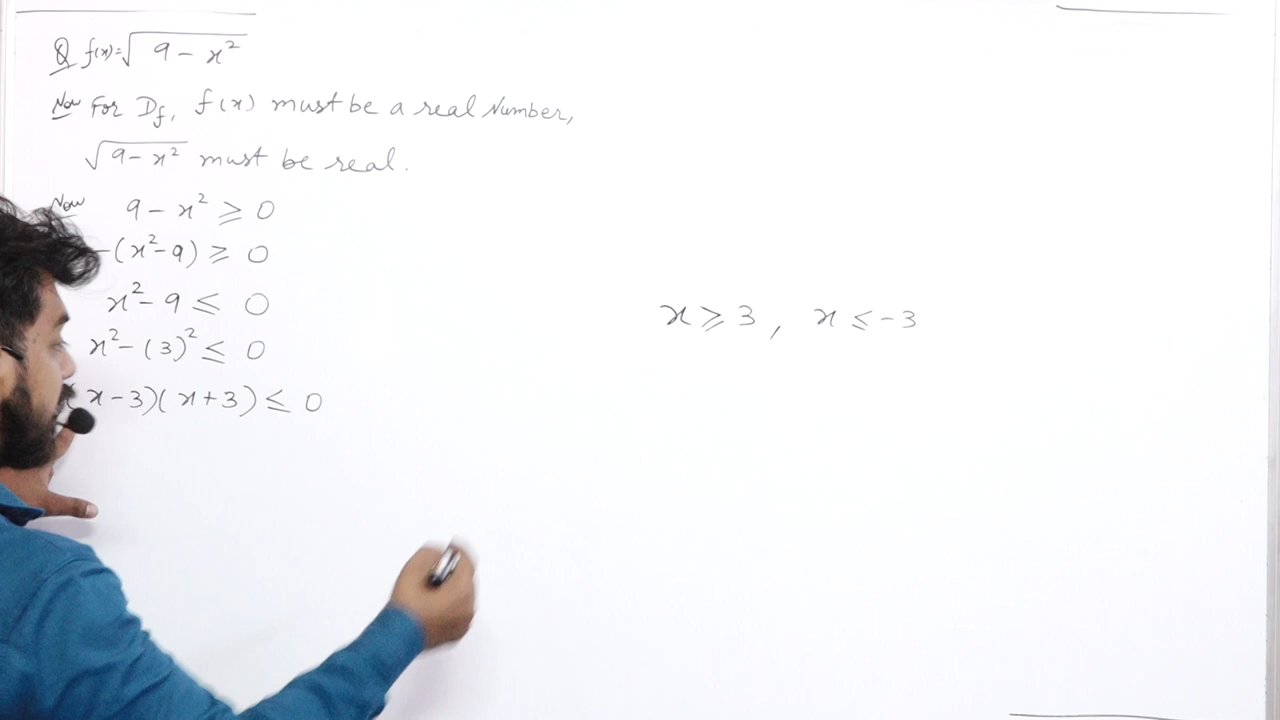 Q f(x)=√9-x²
Now For Df, f(x) must be a real Number,
√9-x² must be real.
Now 9-x² ≥ 0
-(x²-9) ≥ 0
x²-9 ≤ 0
x²-(3)² ≤ 0
(x-3)(x+3) ≤ 0
x ≥ 3, x ≤ -3